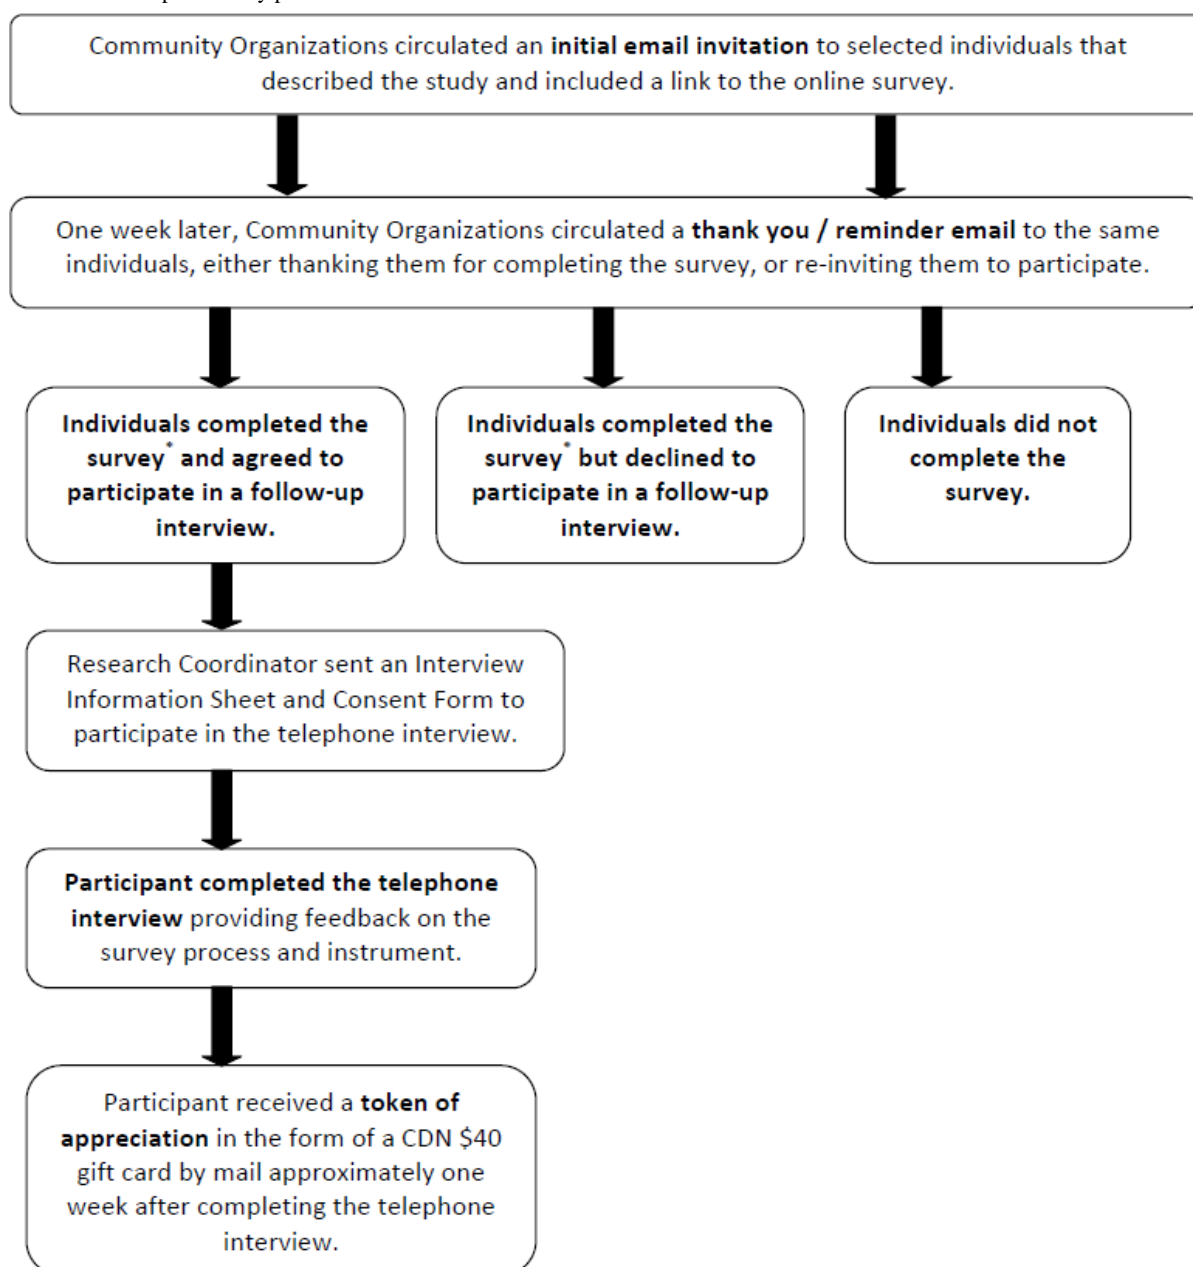 Community Organizations circulated an initial email invitation to selected individuals that
described the study and included a link to the online survey.
One week later, Community Organizations circulated a thank you / reminder email to the same
individuals, either thanking them for completing the survey, or re-inviting them to participate.
Individuals completed the
survey* and agreed to
participate in a follow-up
interview.
Individuals completed the
survey* but declined to
participate in a follow-up
interview.
Individuals did not
complete the
survey.
Research Coordinator sent an Interview
Information Sheet and Consent Form to
participate in the telephone interview.
Participant completed the telephone
interview providing feedback on the
survey process and instrument.
Participant received a token of
appreciation in the form of a CDN $40
gift card by mail approximately one
week after completing the telephone
interview.